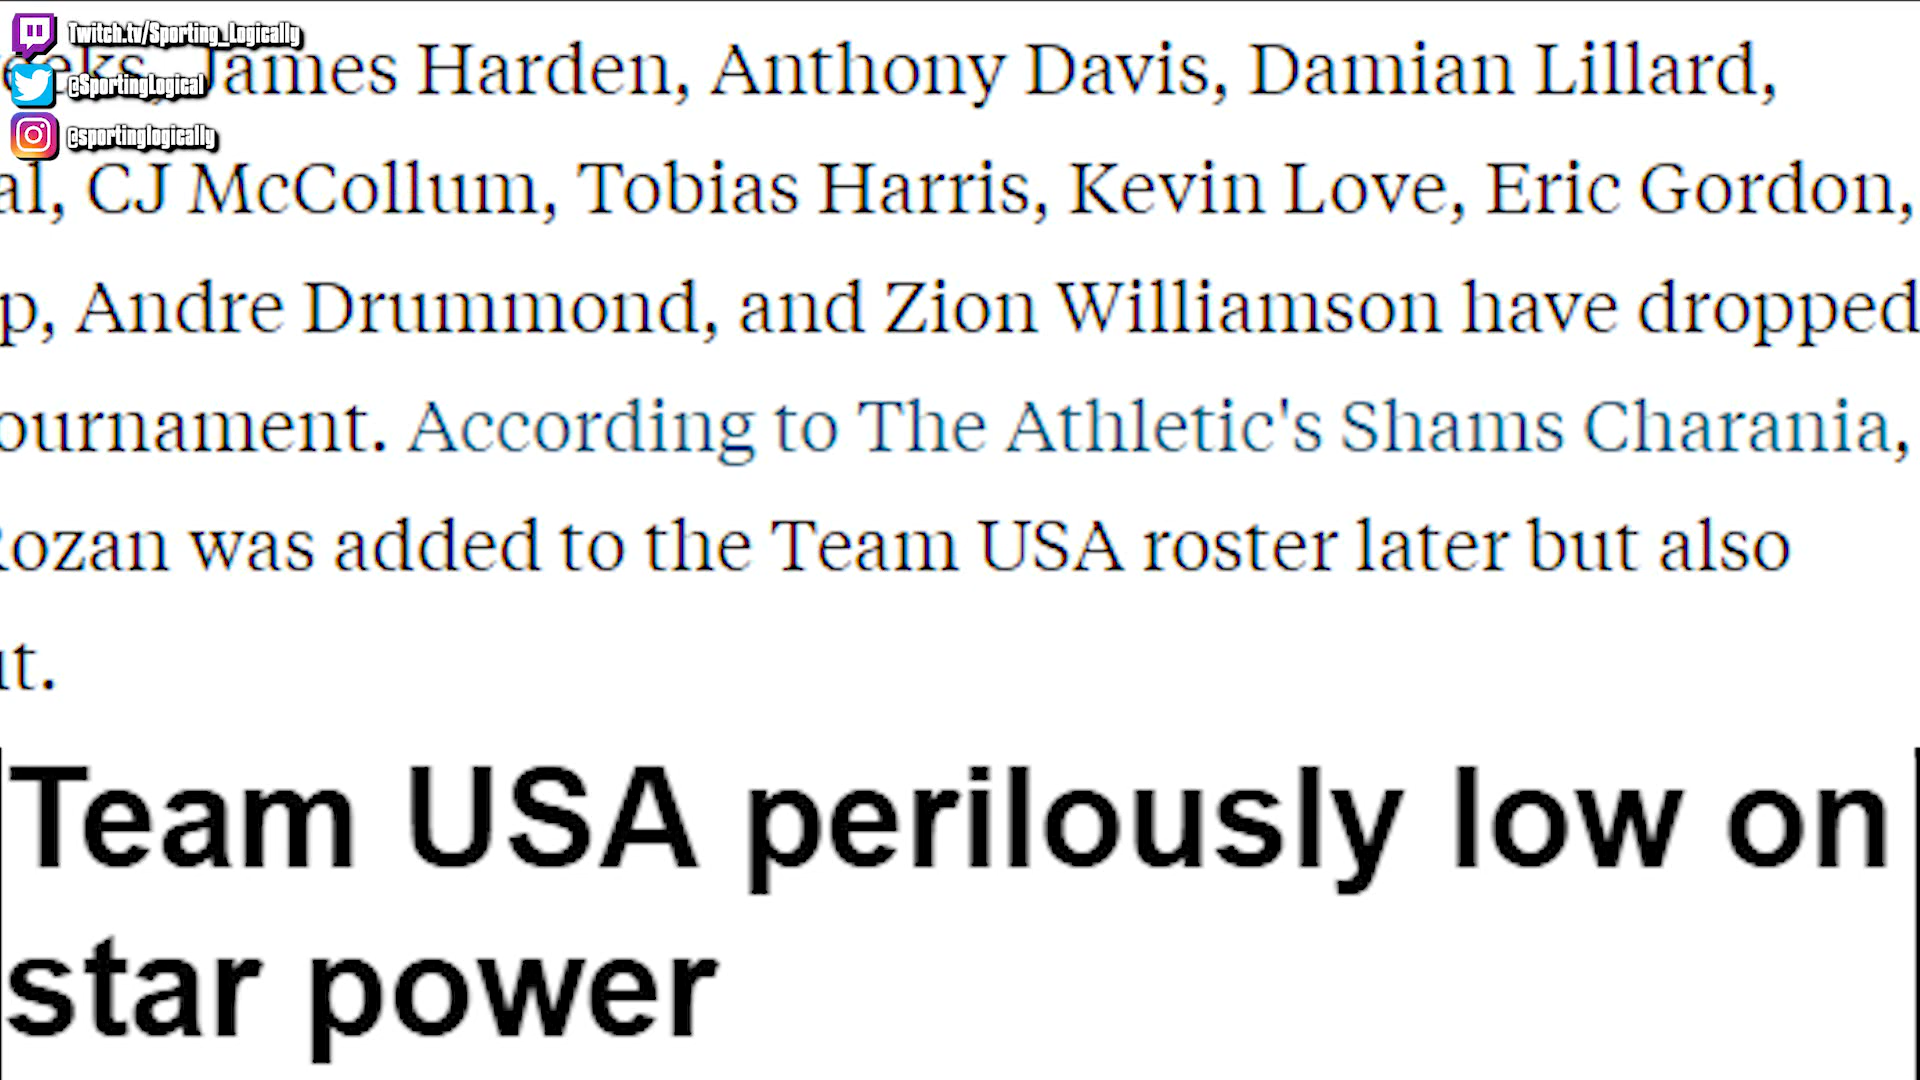 Twitch.tv/Sporting_Logically
@SportingLogical
@sportinglogically
James Harden, Anthony Davis, Damian Lillard,
al, CJ McCollum, Tobias Harris, Kevin Love, Eric Gordon,
p, Andre Drummond, and Zion Williamson have dropped
ournament. According to The Athletic's Shams Charania,
Rozan was added to the Team USA roster later but also
t.
Team USA perilously low on
star power